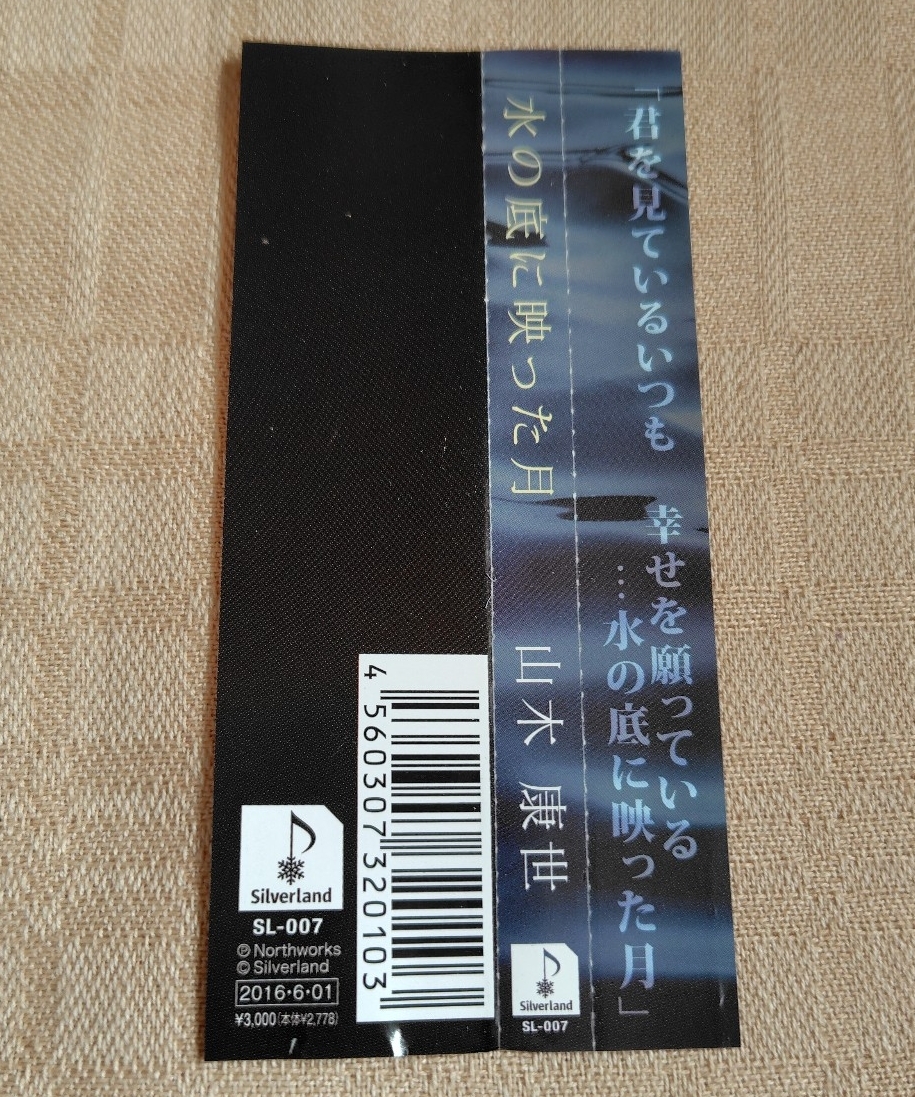 「君を見ているいつも 幸せを願っている
…水の底に映った月」
水の底に映った月 山木 康世
Silverland
SL-007
4 560307 320103
Silverland
SL-007
℗ Northworks
© Silverland
2016・6・01
¥3,000(本体¥2,778)